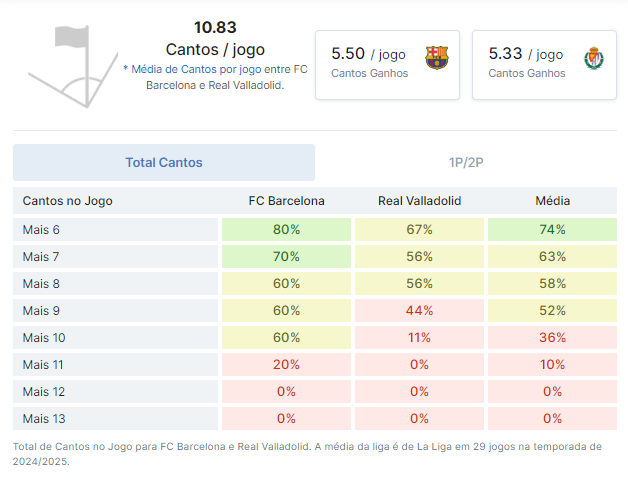 10.83
Cantos / jogo
* Média de Cantos por jogo entre FC
Barcelona e Real Valladolid.
5.50 / jogo
Cantos Ganhos
5.33 / jogo
Cantos Ganhos
Total Cantos
1P/2P
Cantos no Jogo FC Barcelona Real Valladolid Média
Mais 6 80% 67% 74%
Mais 7 70% 56% 63%
Mais 8 60% 56% 58%
Mais 9 60% 44% 52%
Mais 10 60% 11% 36%
Mais 11 20% 0% 10%
Mais 12 0% 0% 0%
Mais 13 0% 0% 0%
Total de Cantos no Jogo para FC Barcelona e Real Valladolid. A média da liga é de La Liga em 29 jogos na temporada de
2024/2025.